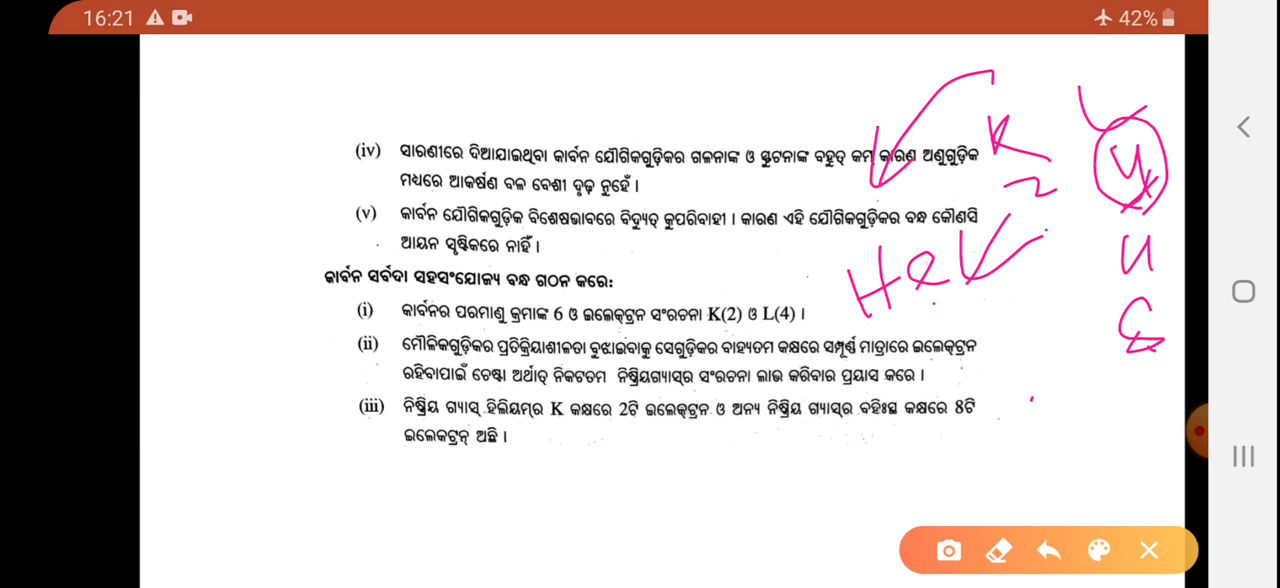 16:21
42%
(iv) ସାରଣୀରେ ଦିଆଯାଇଥିବା କାର୍ବନ ଯୌଗିକଗୁଡ଼ିକର ଗଳନାଙ୍କ ଓ ସ୍ଫୁଟନାଙ୍କ ବହୁତ୍ କମ୍ କାରଣ ଅଣୁଗୁଡ଼ିକ
ମଧ୍ୟରେ ଆକର୍ଷଣ ବଳ ବେଶୀ ଦୃଢ଼ ନୁହେଁ ।
(v) କାର୍ବନ ଯୌଗିକଗୁଡ଼ିକ ବିଶେଷଭାବରେ ବିଦ୍ୟୁତ୍ କୁପରିବାହୀ । କାରଣ ଏହି ଯୌଗିକଗୁଡ଼ିକର ବନ୍ଧ କୌଣସି
ଆୟନ ସୃଷ୍ଟିକରେ ନାହିଁ ।
କାର୍ବନ ସର୍ବଦା ସହସଂଯୋଜ୍ୟ ବନ୍ଧ ଗଠନ କରେ:
(i) କାର୍ବନର ପରମାଣୁ କ୍ରମାଙ୍କ 6 ଓ ଇଲେକ୍ଟ୍ରନ ସଂରଚନା K(2) ଓ L(4) ।
(ii) ମୌଳିକଗୁଡ଼ିକର ପ୍ରତିକ୍ରିୟାଶୀଳତା ବୁଝାଇବାକୁ ସେଗୁଡ଼ିକର ବାହ୍ୟତମ କକ୍ଷରେ ସମ୍ପୂର୍ଣ୍ଣ ମାତ୍ରାରେ ଇଲେକ୍ଟ୍ରନ
ରହିବାପାଇଁ ଚେଷ୍ଟା ଅର୍ଥାତ୍ ନିକଟତମ ନିଷ୍କ୍ରିୟଗ୍ୟାସ୍‌ର ସଂରଚନା ଲାଭ କରିବାର ପ୍ରୟାସ କରେ ।
(iii) ନିଷ୍କ୍ରିୟ ଗ୍ୟାସ୍ ହିଲିୟମ୍‌ର K କକ୍ଷରେ 2ଟି ଇଲେକ୍ଟ୍ରନ ଓ ଅନ୍ୟ ନିଷ୍କ୍ରିୟ ଗ୍ୟାସ୍‌ର ବହିଃସ୍ଥ କକ୍ଷରେ 8ଟି
ଇଲେକଟ୍ରନ୍ ଅଛି ।
K
2
He